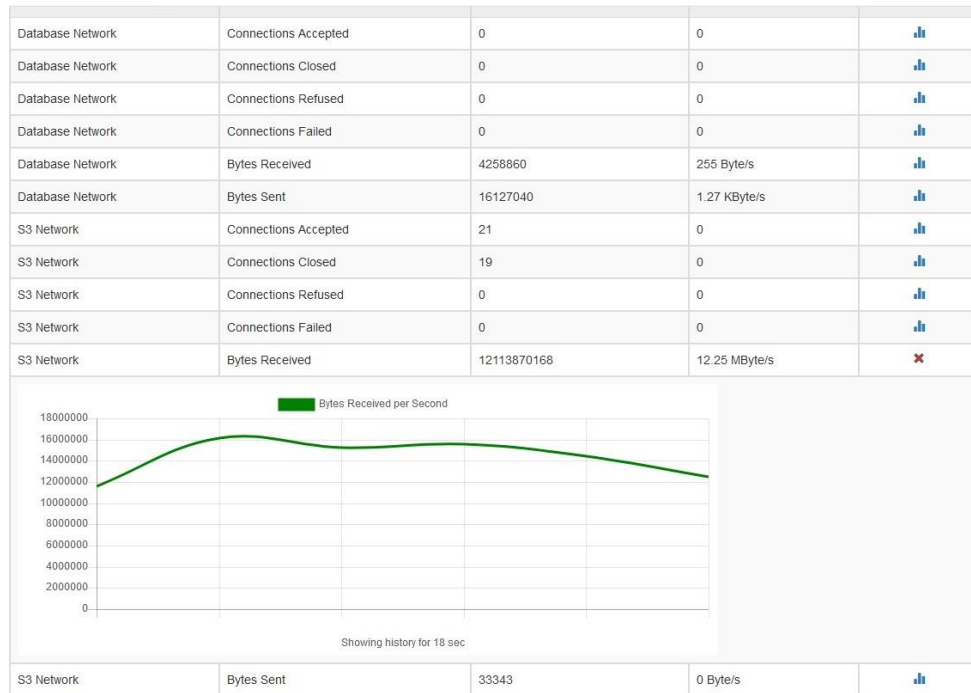 Database Network Connections Accepted 0 0
Database Network Connections Closed 0 0
Database Network Connections Refused 0 0
Database Network Connections Failed 0 0
Database Network Bytes Received 4258860 255 Byte/s
Database Network Bytes Sent 16127040 1.27 KByte/s
S3 Network Connections Accepted 21 0
S3 Network Connections Closed 19 0
S3 Network Connections Refused 0 0
S3 Network Connections Failed 0 0
S3 Network Bytes Received 12113870168 12.25 MByte/s
Bytes Received per Second
18000000
16000000
14000000
12000000
10000000
8000000
6000000
4000000
2000000
0
Showing history for 18 sec
S3 Network Bytes Sent 33343 0 Byte/s